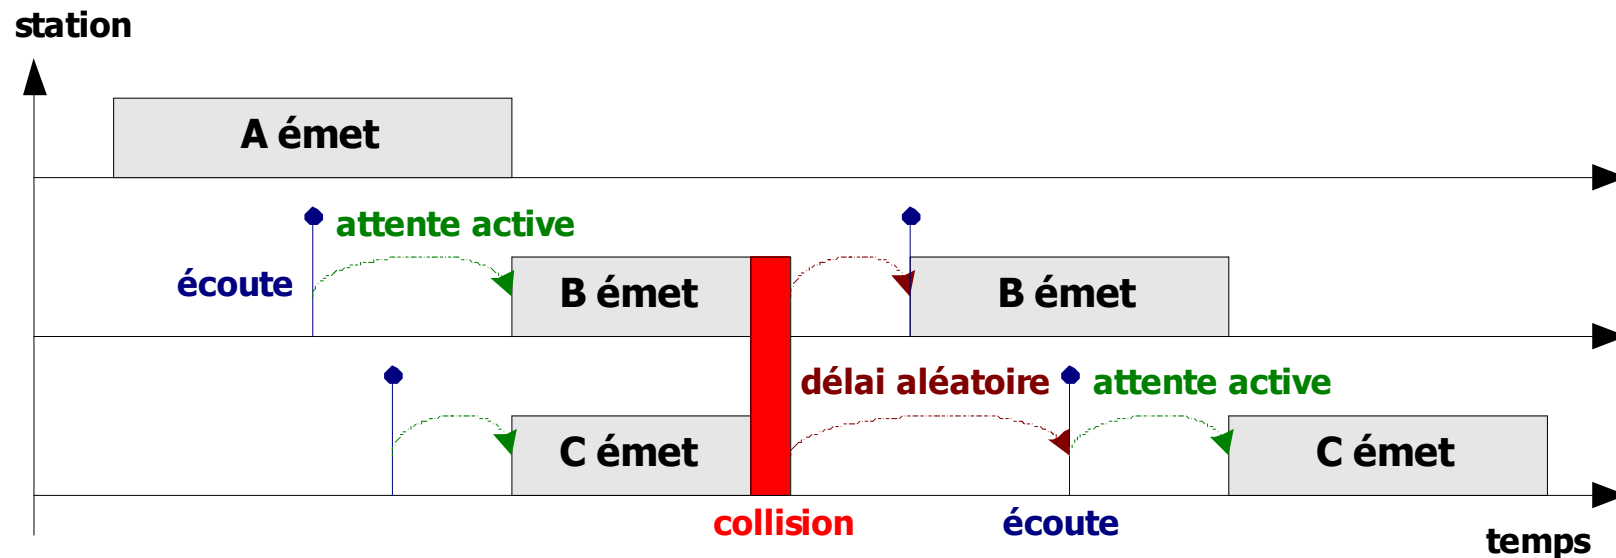 station
A émet
attente active
écoute
B émet
B émet
délai aléatoire
attente active
C émet
C émet
collision
écoute
temps